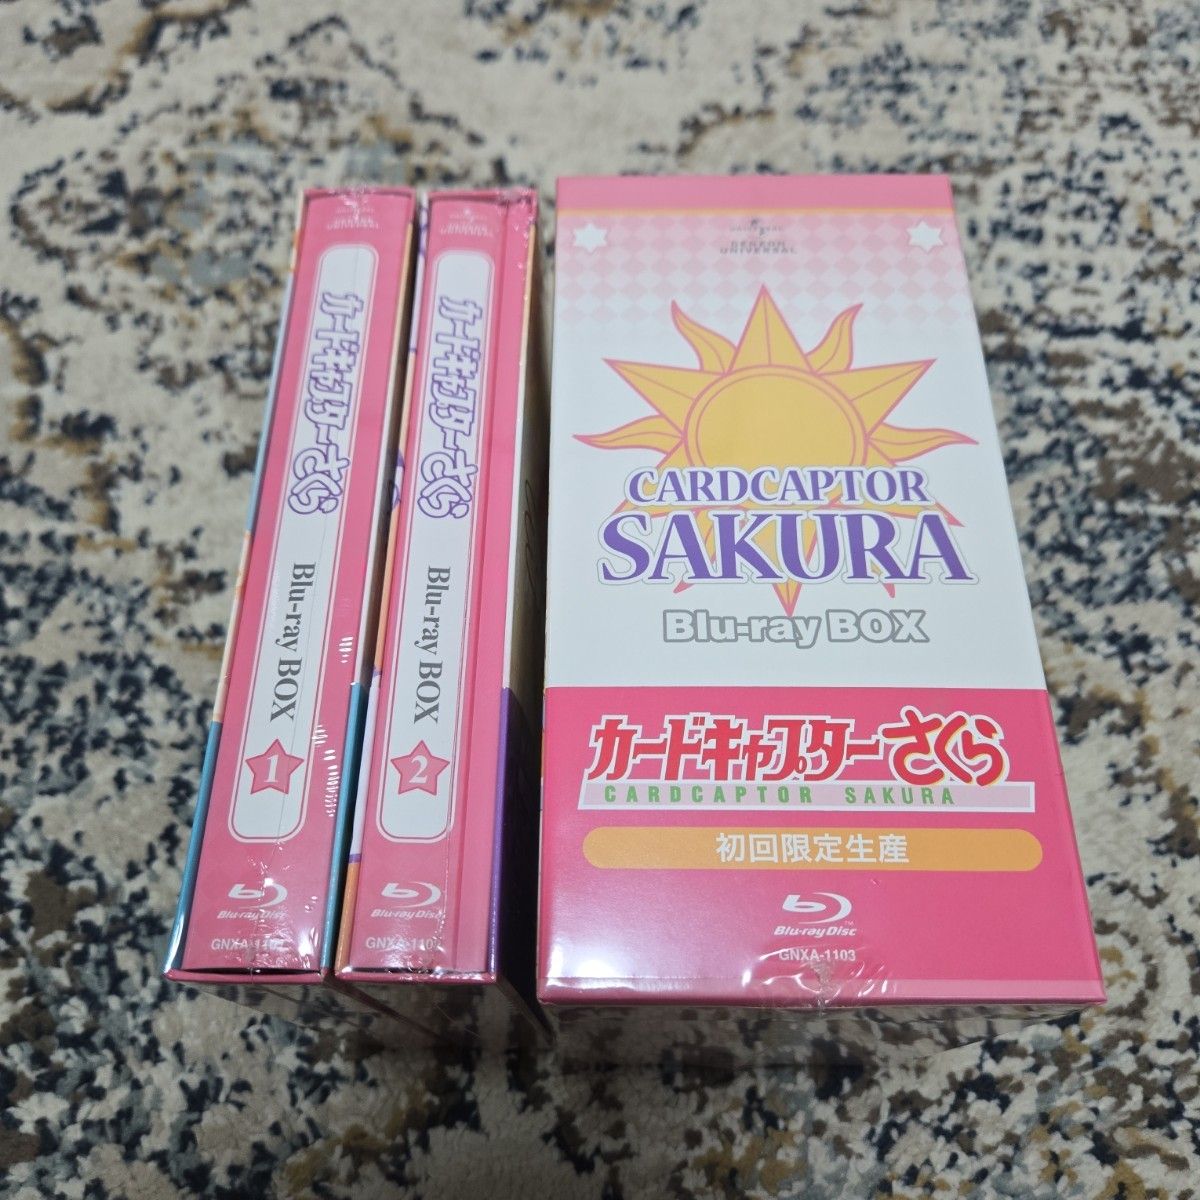 カードキャプターさくら
Blu-ray BOX
1
Blu-ray Disc
カードキャプターさくら
Blu-ray BOX
2
Blu-ray Disc
UNIVERSAL
GENEON
UNIVERSAL
CARDCAPTOR
SAKURA
Blu-ray BOX
カードキャプターさくら
CARDCAPTOR SAKURA
初回限定生産
Blu-ray Disc
GNXA-1103